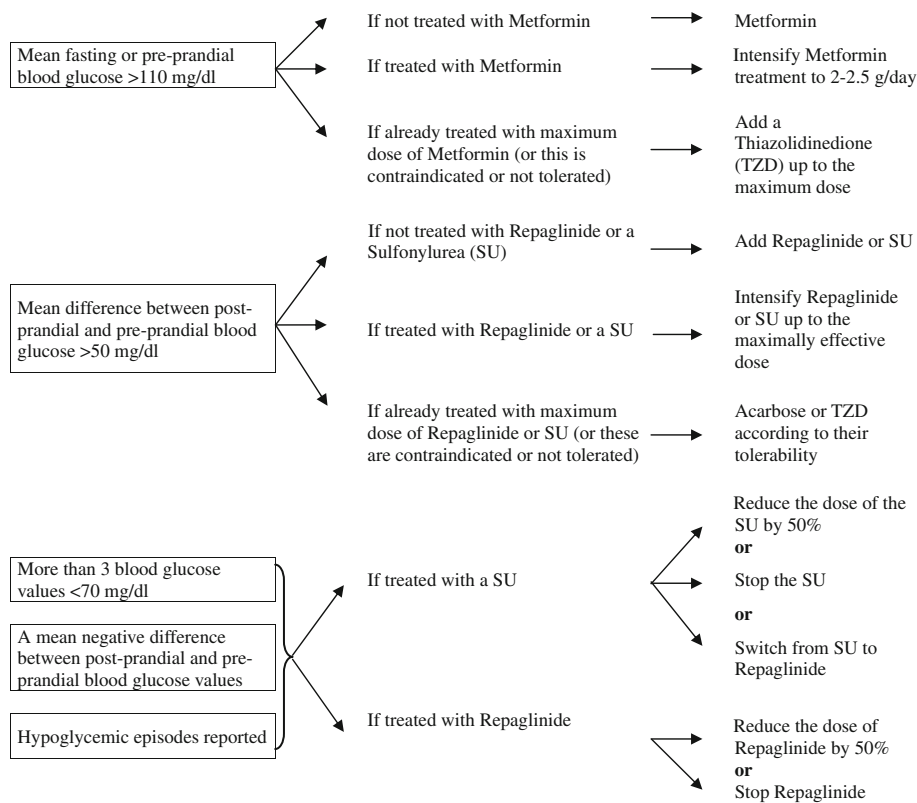 Mean fasting or pre-prandial
blood glucose >110 mg/dl
If not treated with Metformin
Metformin
If treated with Metformin
Intensify Metformin
treatment to 2-2.5 g/day
If already treated with maximum
dose of Metformin (or this is
contraindicated or not tolerated)
Add a
Thiazolidinedione
(TZD) up to the
maximum dose
Mean difference between post-
prandial and pre-prandial blood
glucose >50 mg/dl
If not treated with Repaglinide or a
Sulfonylurea (SU)
Add Repaglinide or SU
If treated with Repaglinide or a SU
Intensify Repaglinide
or SU up to the
maximally effective
dose
If already treated with maximum
dose of Repaglinide or SU (or these
are contraindicated or not tolerated)
Acarbose or TZD
according to their
tolerability
More than 3 blood glucose
values <70 mg/dl
A mean negative difference
between post-prandial and pre-
prandial blood glucose values
Hypoglycemic episodes reported
If treated with a SU
Reduce the dose of the
SU by 50%
or
Stop the SU
or
Switch from SU to
Repaglinide
If treated with Repaglinide
Reduce the dose of
Repaglinide by 50%
or
Stop Repaglinide